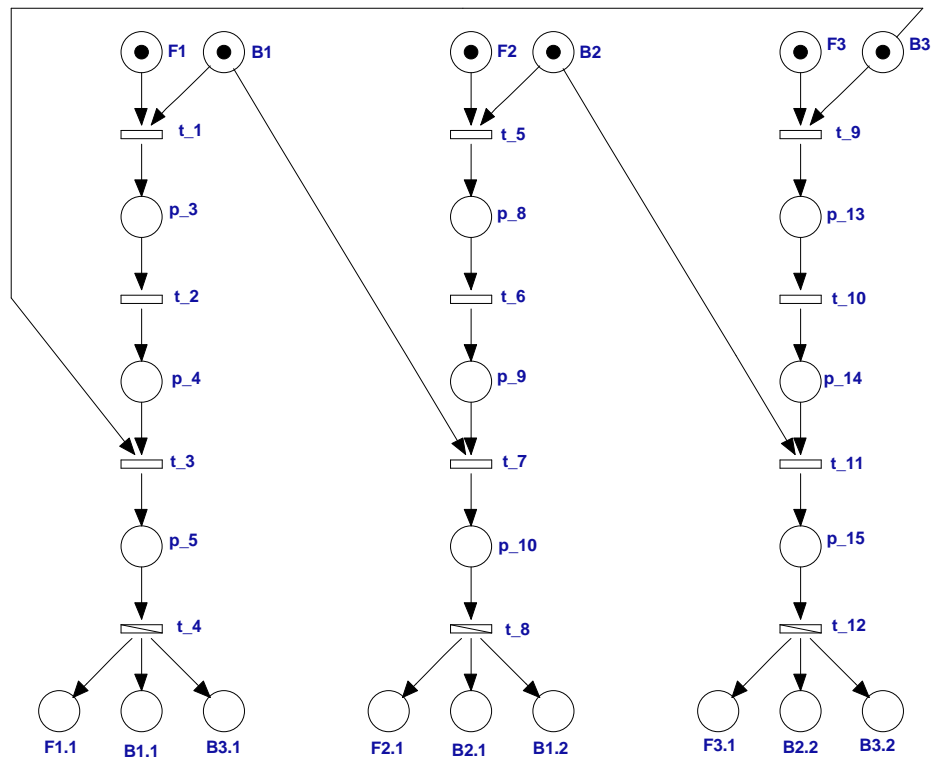 F1 B1 F2 B2 F3 B3
t_1 t_5 t_9
p_3 p_8 p_13
t_2 t_6 t_10
p_4 p_9 p_14
t_3 t_7 t_11
p_5 p_10 p_15
t_4 t_8 t_12
F1.1 B1.1 B3.1 F2.1 B2.1 B1.2 F3.1 B2.2 B3.2